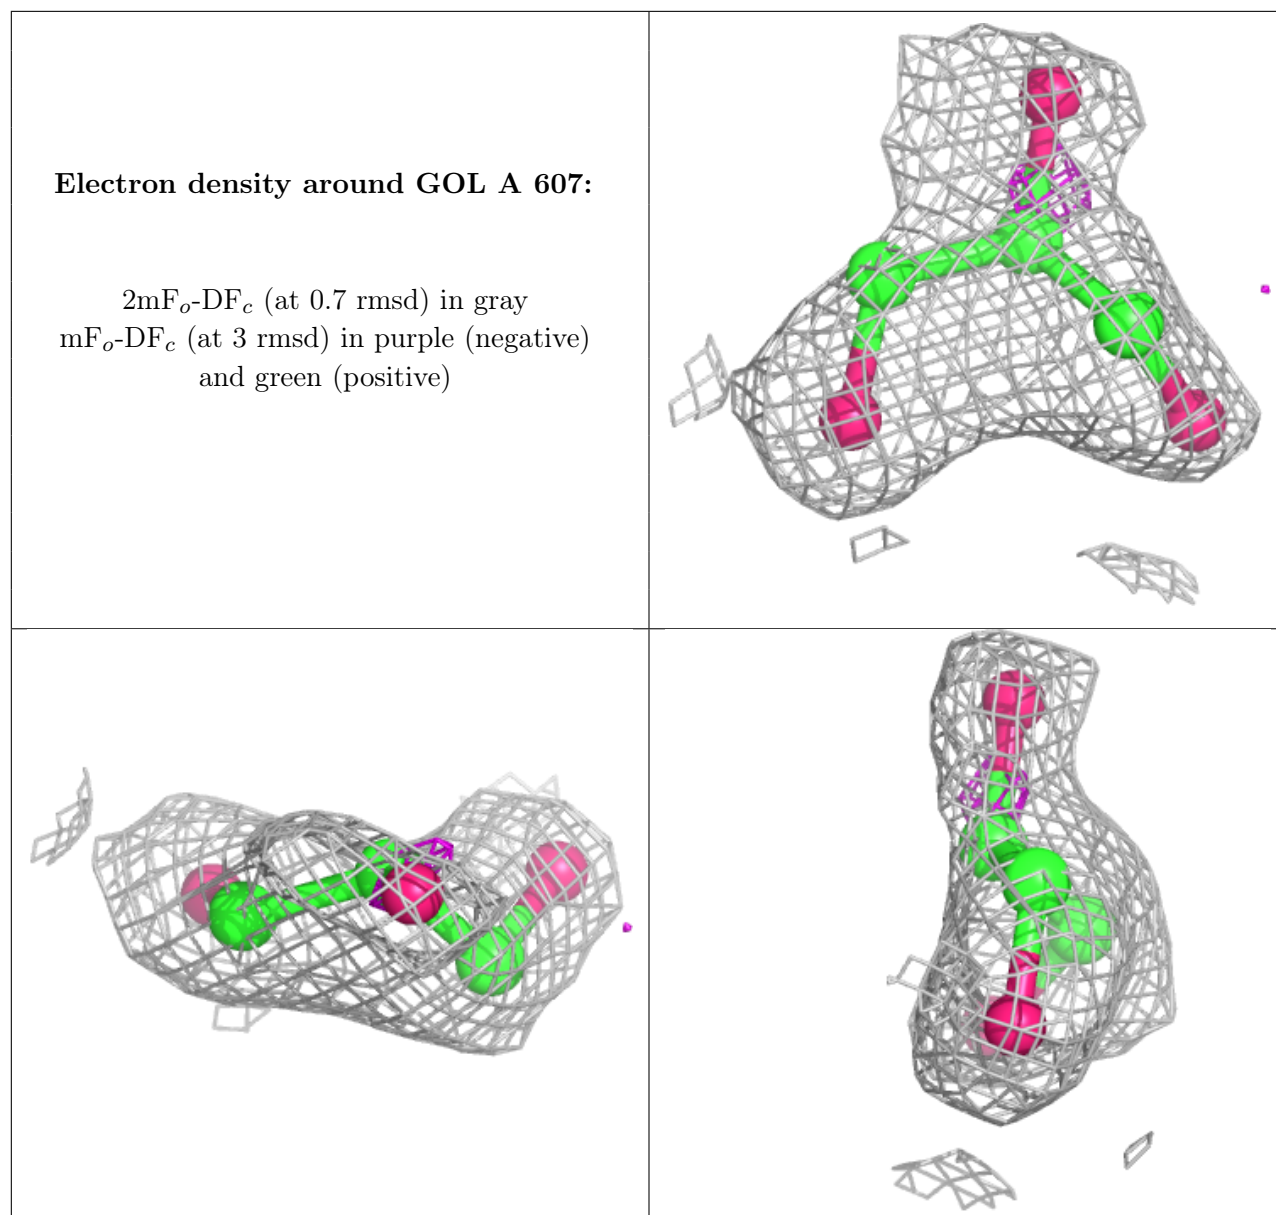 Electron density around GOL A 607:
2mFo-DFc (at 0.7 rmsd) in gray
mFo-DFc (at 3 rmsd) in purple (negative)
and green (positive)